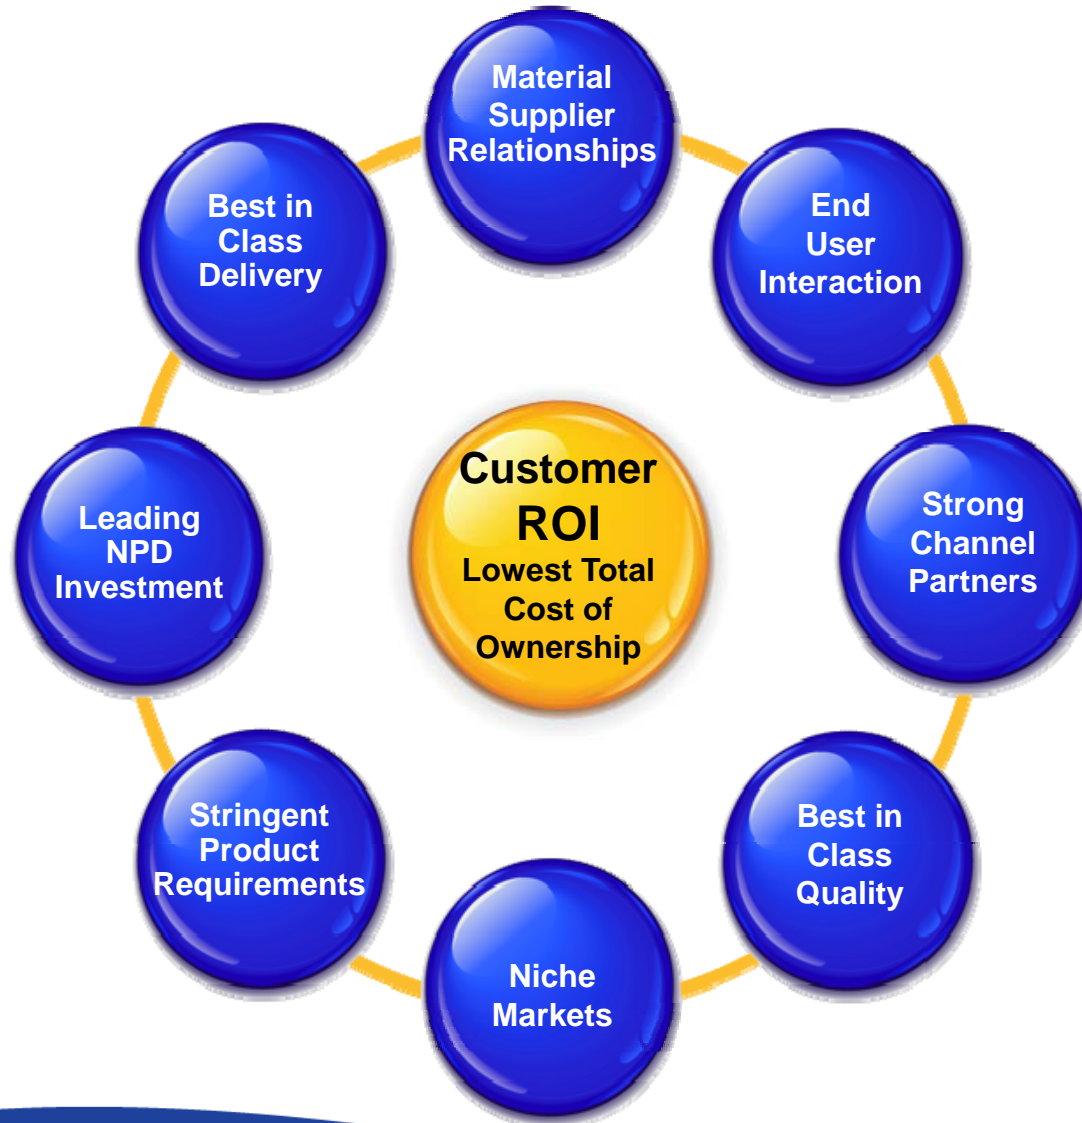 Material
Supplier
Relationships
End
User
Interaction
Strong
Channel
Partners
Best in
Class
Quality
Niche
Markets
Stringent
Product
Requirements
Leading
NPD
Investment
Best in
Class
Delivery
Customer
ROI
Lowest Total
Cost of
Ownership